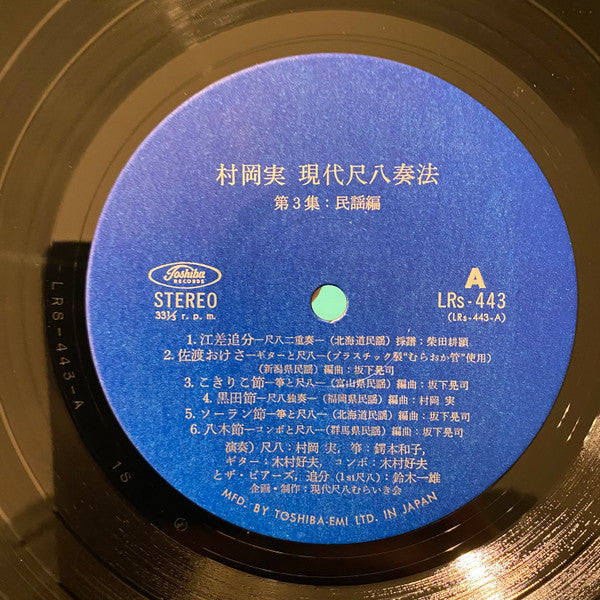 村岡実 現代尺八奏法
第3集：民謡編
Toshiba
RECORDS
STEREO
33⅓ r. p. m.
A
LRs-443
(LRs-443-A)
1. 江差追分—尺八二重奏—（北海道民謡）採譜：柴田耕頴
2. 佐渡おけさ—ギターと尺八—（プラスチック製“むらおか管”使用）
（新潟県民謡）編曲：坂下晃司
3. こきりこ節—箏と尺八—（富山県民謡）編曲：坂下晃司
4. 黒田節—尺八独奏—（福岡県民謡）編曲：村岡 実
5. ソーラン節—箏と尺八—（北海道民謡）編曲：坂下晃司
6. 八木節—コンボと尺八—（群馬県民謡）編曲：坂下晃司
演奏）尺八：村岡 実，箏：鍔本和子，
ギター：木村好夫，コンボ：木村好夫
とザ・ビアーズ，追分（1st尺八）：鈴木一雄
企画・制作：現代尺八むらいき会
MFD. BY TOSHIBA-EMI LTD. IN JAPAN
LRS-443-A
1S